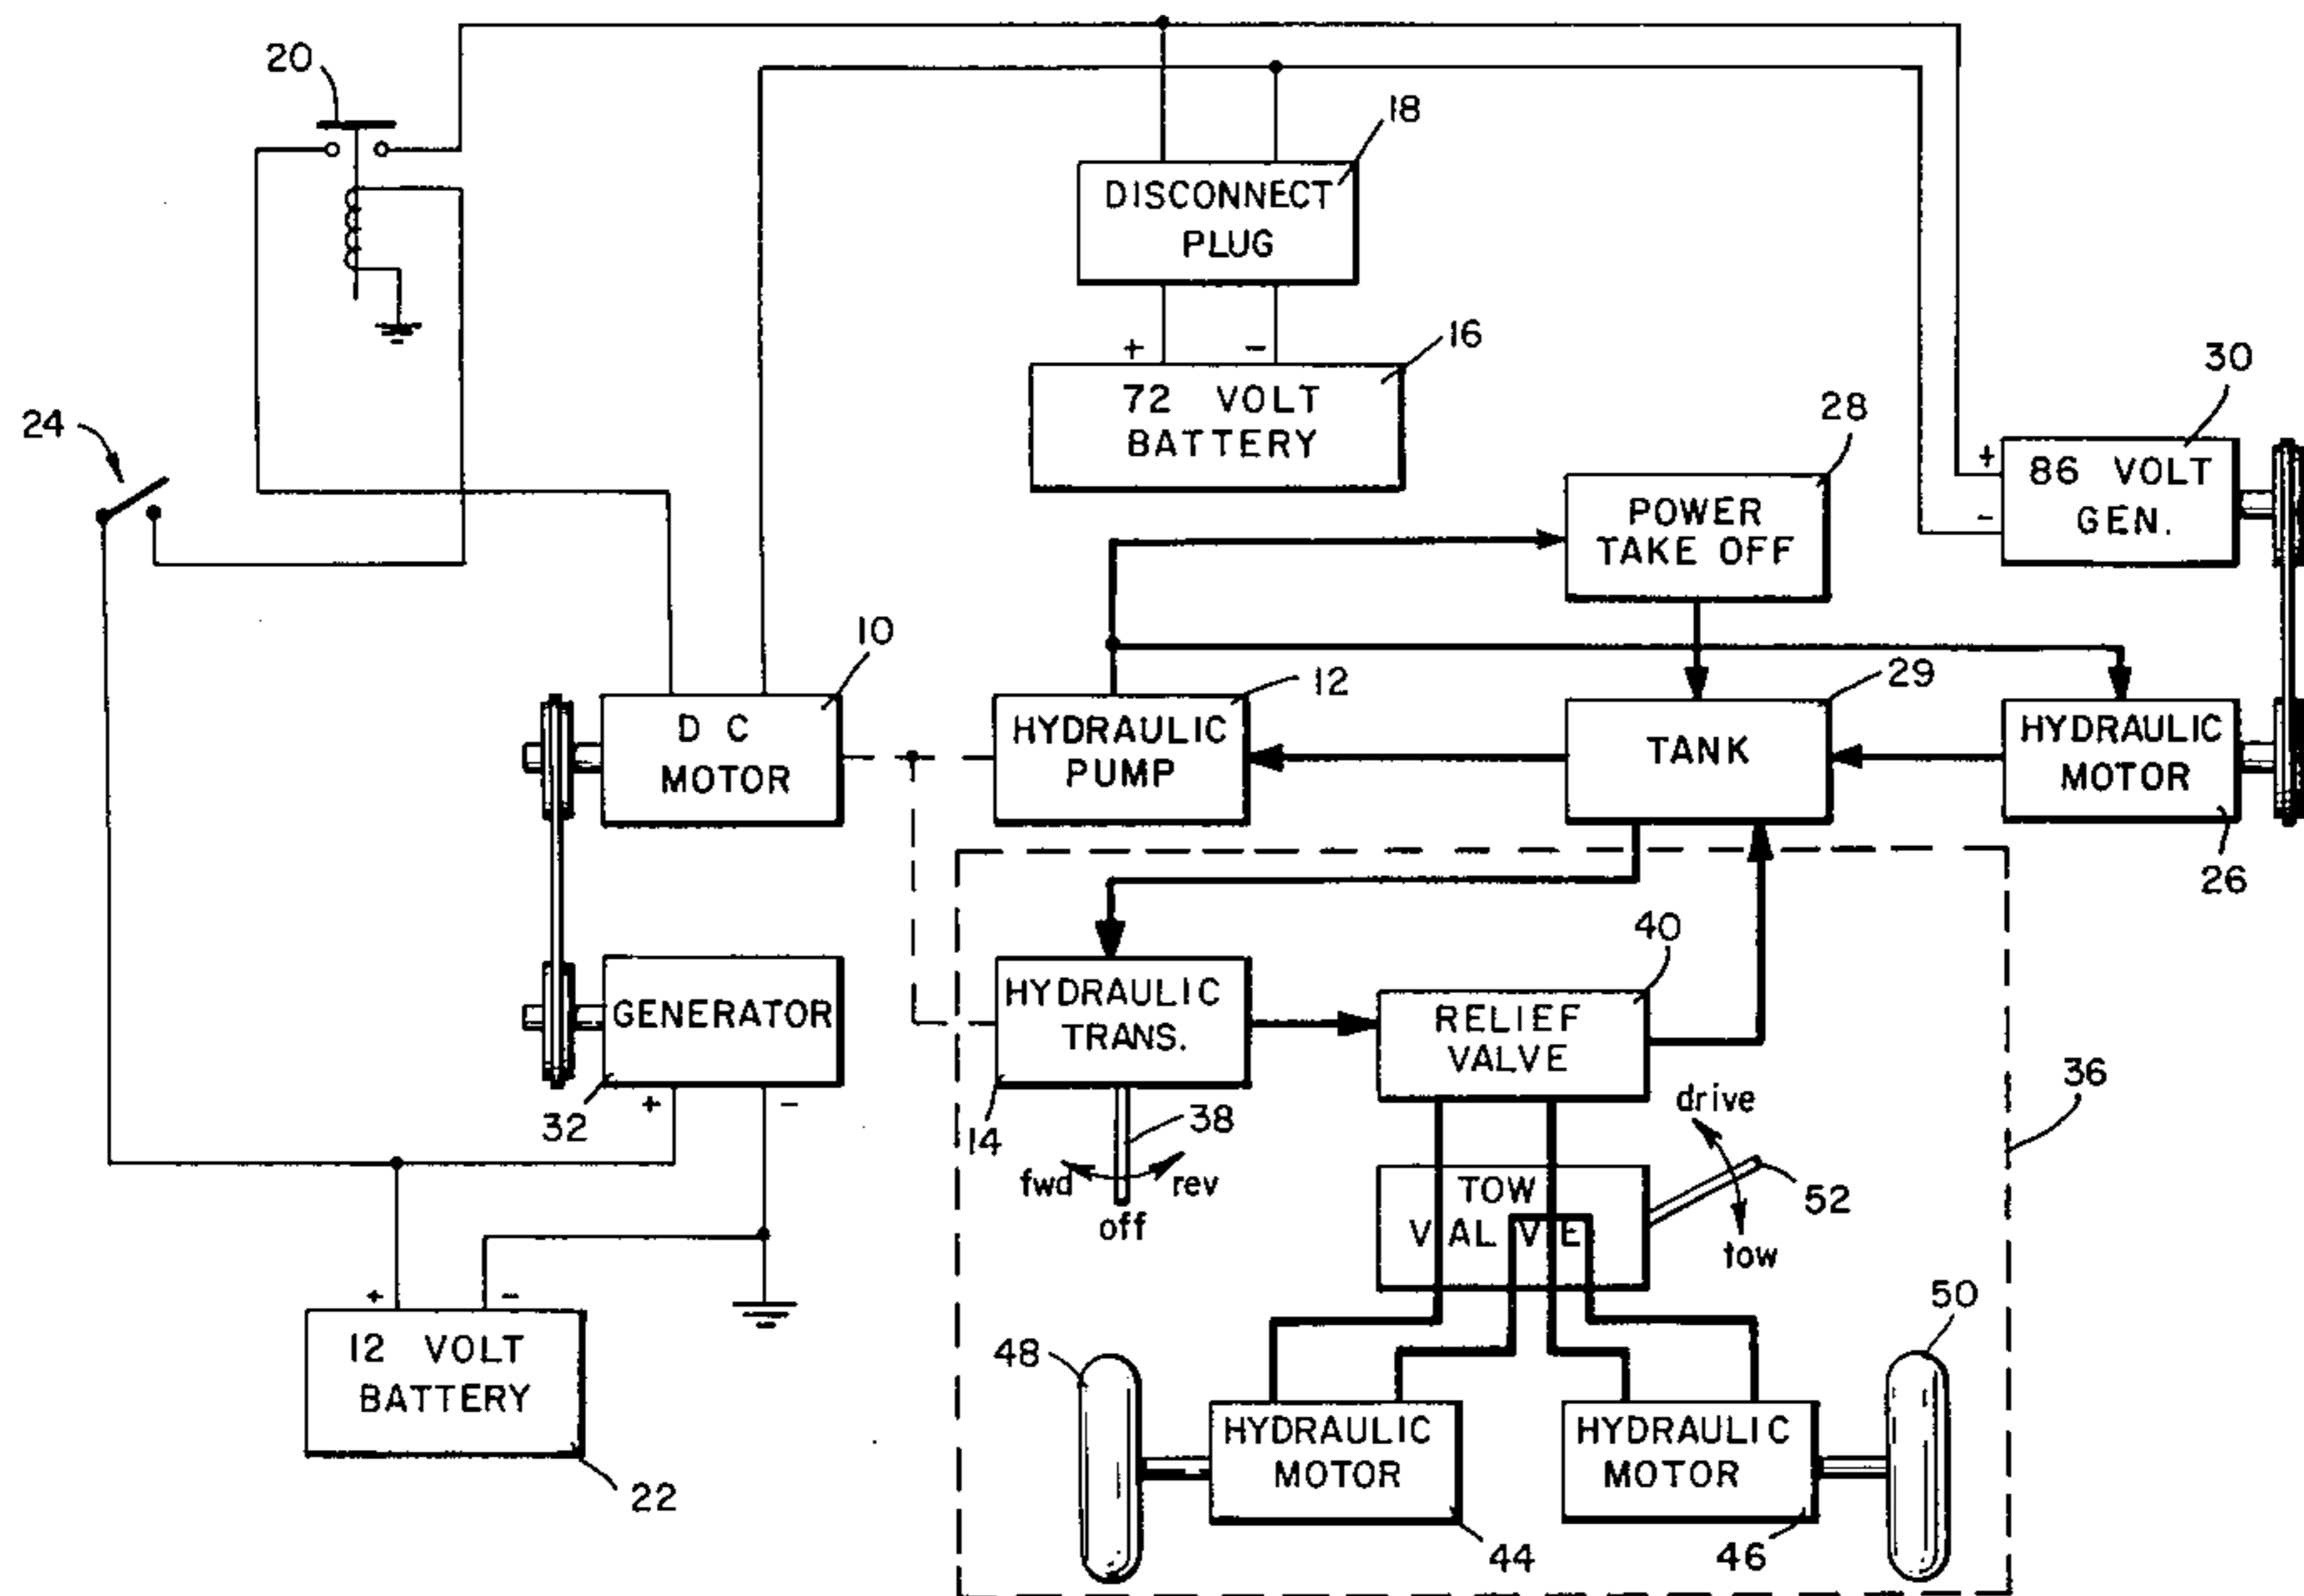 20
18
DISCONNECT
PLUG
+ -
16
72 VOLT
BATTERY
30
+
-
86 VOLT
GEN.
24
28
POWER
TAKE OFF
10
D C
MOTOR
12
HYDRAULIC
PUMP
29
TANK
HYDRAULIC
MOTOR
26
GENERATOR
32
+ -
HYDRAULIC
TRANS.
14
38
fwd rev
off
40
RELIEF
VALVE
36
drive
TOW
VALVE
52
tow
+ -
12 VOLT
BATTERY
22
48
50
HYDRAULIC
MOTOR
44
HYDRAULIC
MOTOR
46